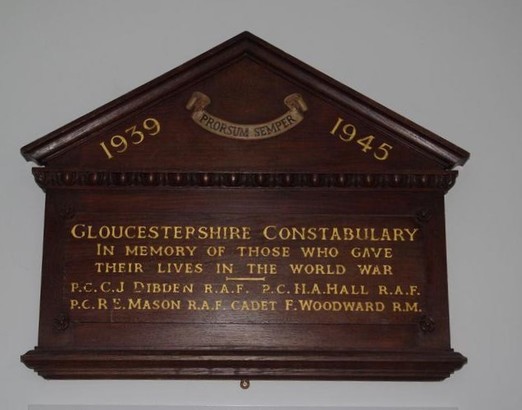 PRORSUM SEMPER
1939 1945
GLOUCESTEPSHIRE CONSTABULARY
IN MEMORY OF THOSE WHO GAVE
THEIR LIVES IN THE WORLD WAR
P.C. C.J DIBDEN R.A.F. P.C. H.A. HALL R.A.F.
P.C. R E. MASON R.A.F. CADET F. WOODWARD R.M.